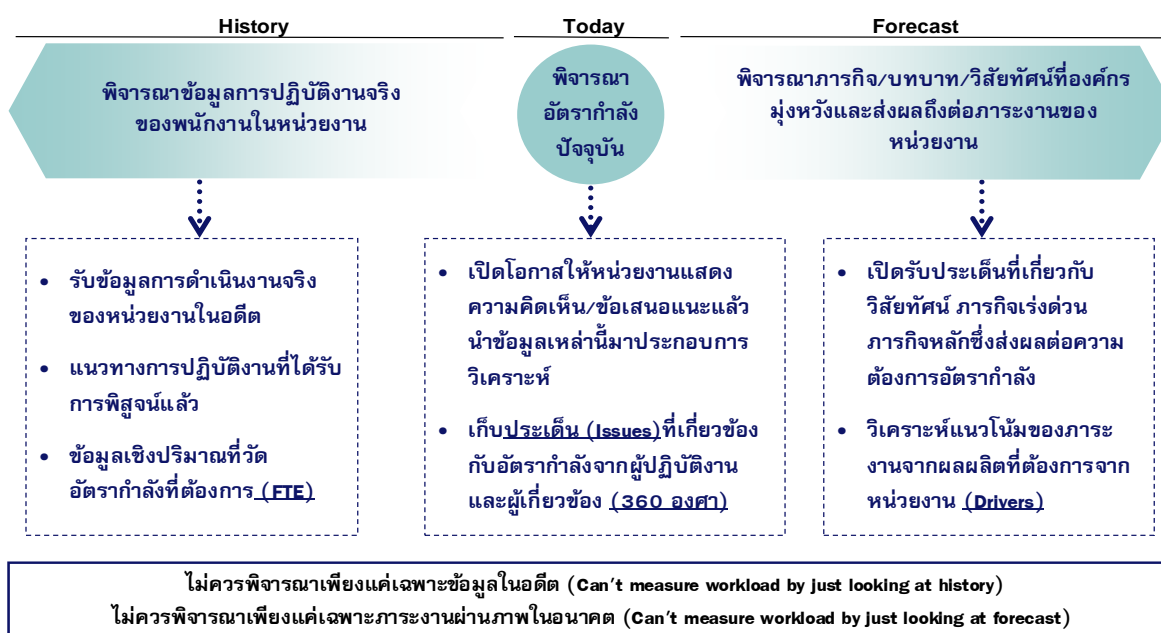 History
Today
Forecast
พิจารณาข้อมูลการปฏิบัติงานจริง
ของพนักงานในหน่วยงาน
พิจารณา
อัตรากำลัง
ปัจจุบัน
พิจารณาภารกิจ/บทบาท/วิสัยทัศน์ที่องค์กร
มุ่งหวังและส่งผลถึงต่อภาระงานของ
หน่วยงาน
• รับข้อมูลการดำเนินงานจริง
ของหน่วยงานในอดีต
• แนวทางการปฏิบัติงานที่ได้รับ
การพิสูจน์แล้ว
• ข้อมูลเชิงปริมาณที่วัด
อัตรากำลังที่ต้องการ (FTE)
• เปิดโอกาสให้หน่วยงานแสดง
ความคิดเห็น/ข้อเสนอแนะแล้ว
นำข้อมูลเหล่านี้มาประกอบการ
วิเคราะห์
• เก็บประเด็น (Issues)ที่เกี่ยวข้อง
กับอัตรากำลังจากผู้ปฏิบัติงาน
และผู้เกี่ยวข้อง (360 องศา)
• เปิดรับประเด็นที่เกี่ยวกับ
วิสัยทัศน์ ภารกิจเร่งด่วน
ภารกิจหลักซึ่งส่งผลต่อความ
ต้องการอัตรากำลัง
• วิเคราะห์แนวโน้มของภาระ
งานจากผลผลิตที่ต้องการจาก
หน่วยงาน (Drivers)
ไม่ควรพิจารณาเพียงแค่เฉพาะข้อมูลในอดีต (Can't measure workload by just looking at history)
ไม่ควรพิจารณาเพียงแค่เฉพาะภาระงานผ่านภาพในอนาคต (Can't measure workload by just looking at forecast)